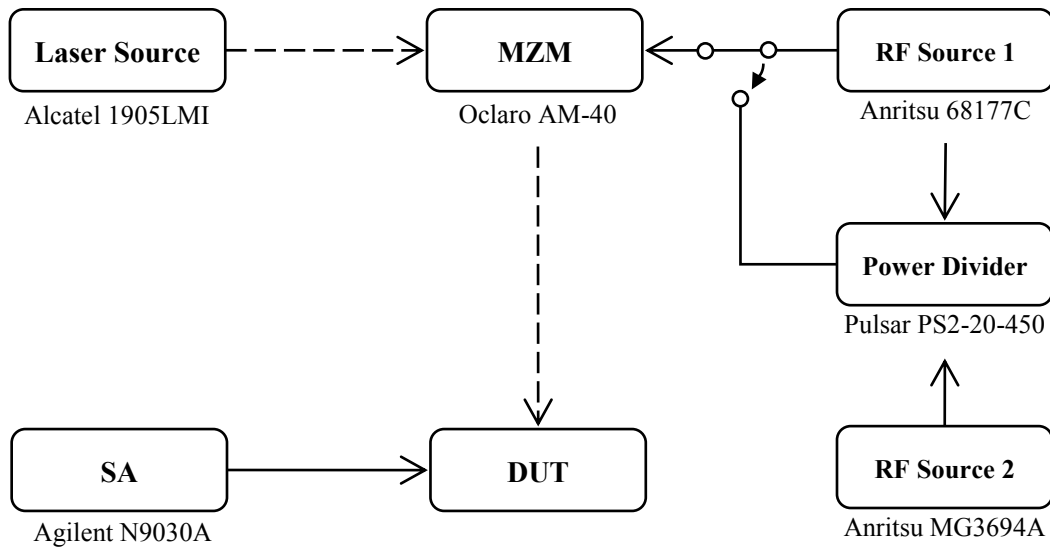 Laser Source
Alcatel 1905LMI
MZM
Oclaro AM-40
RF Source 1
Anritsu 68177C
Power Divider
Pulsar PS2-20-450
SA
Agilent N9030A
DUT
RF Source 2
Anritsu MG3694A